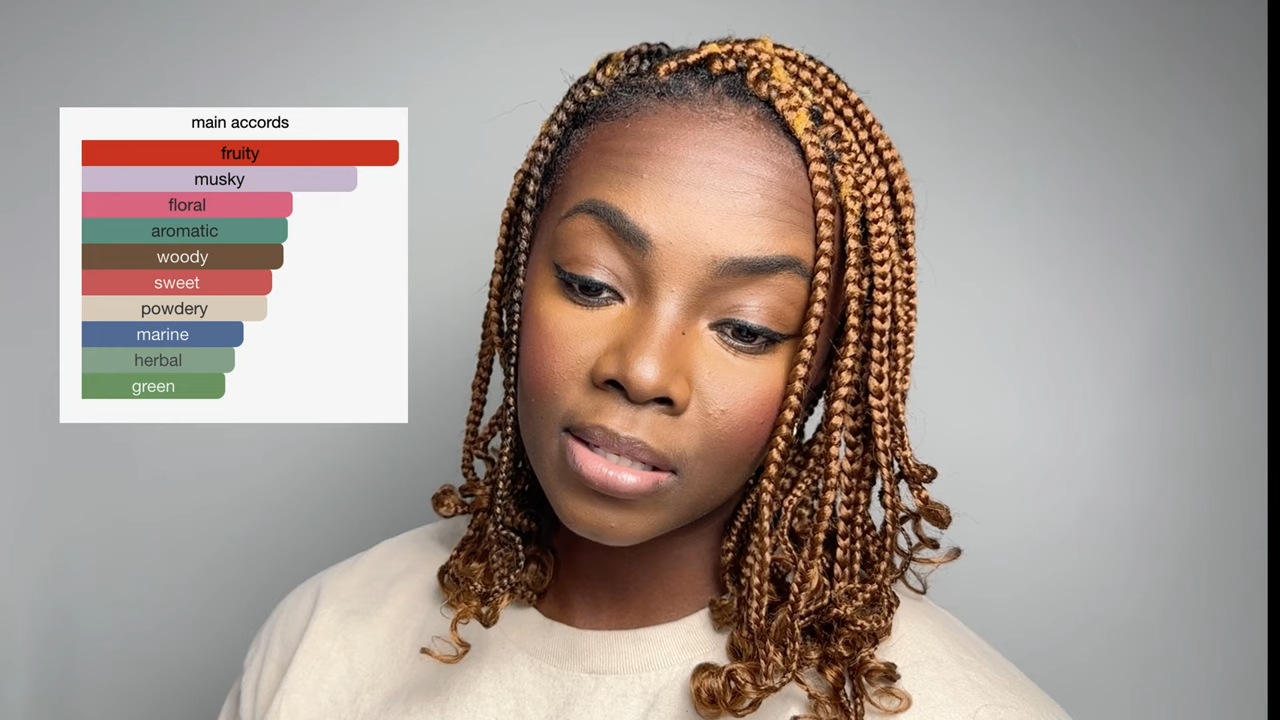 main accords
fruity
musky
floral
aromatic
woody
sweet
powdery
marine
herbal
green